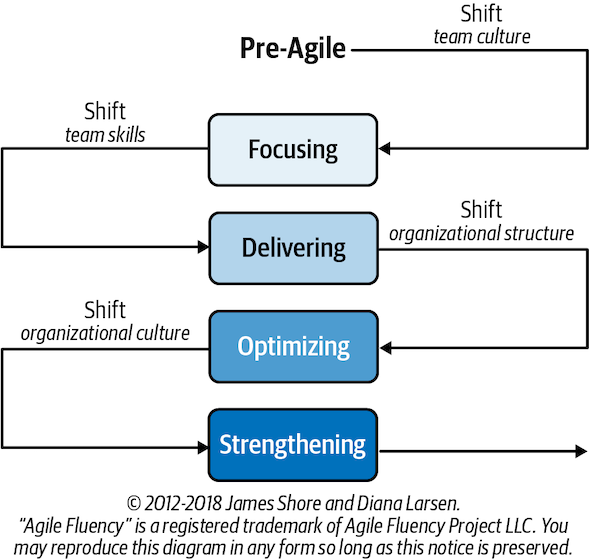 Shift
team culture
Pre-Agile
Shift
team skills
Focusing
Shift
organizational structure
Delivering
Shift
organizational culture
Optimizing
Strengthening
© 2012-2018 James Shore and Diana Larsen.
“Agile Fluency” is a registered trademark of Agile Fluency Project LLC. You
may reproduce this diagram in any form so long as this notice is preserved.